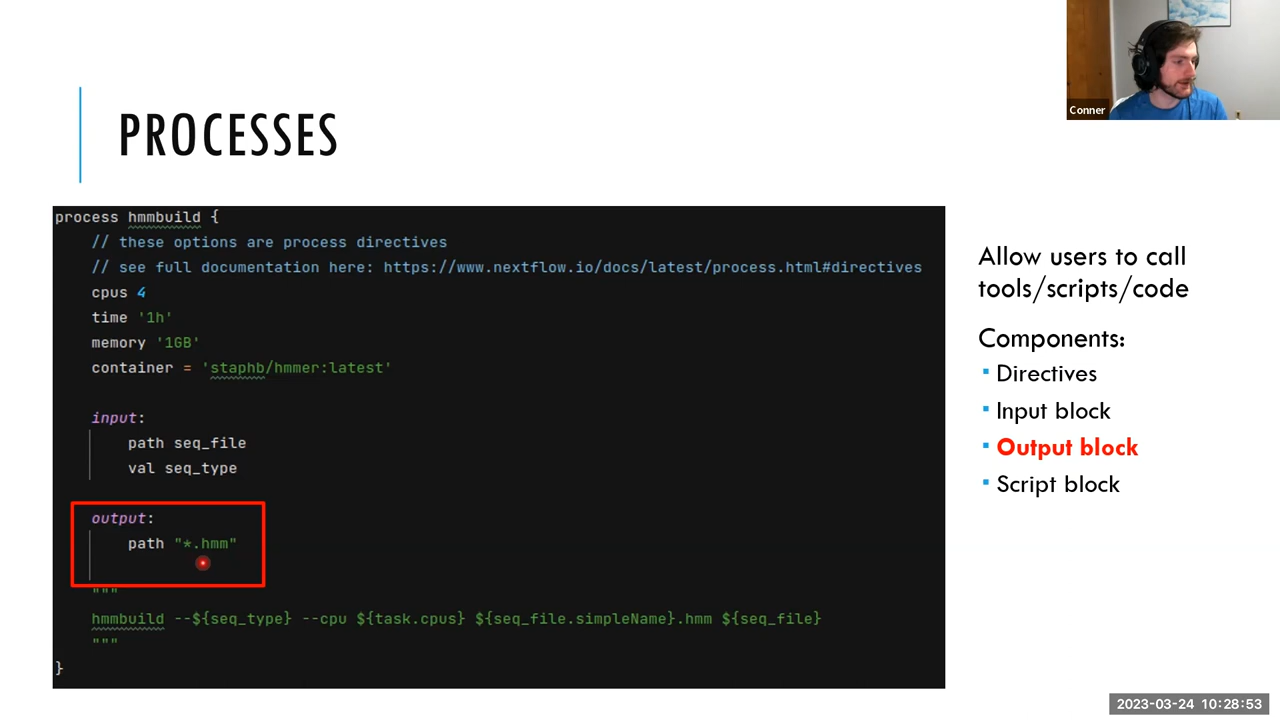 Conner
PROCESSES
process hmmbuild {
// these options are process directives
// see full documentation here: https://www.nextflow.io/docs/latest/process.html#directives
cpus 4
time '1h'
memory '1GB'
container = 'staphb/hmmer:latest'
input:
path seq_file
val seq_type
output:
path "*.hmm"
"""
hmmbuild --${seq_type} --cpu ${task.cpus} ${seq_file.simpleName}.hmm ${seq_file}
"""
}
Allow users to call
tools/scripts/code
Components:
▪ Directives
▪ Input block
▪ Output block
▪ Script block
2023-03-24 10:28:53